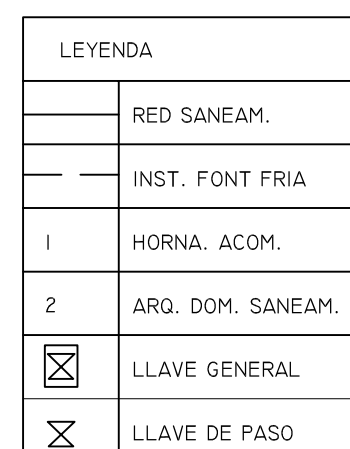 LEYENDA
RED SANEAM.
INST. FONT FRIA
1 HORNA. ACOM.
2 ARQ. DOM. SANEAM.
LLAVE GENERAL
LLAVE DE PASO